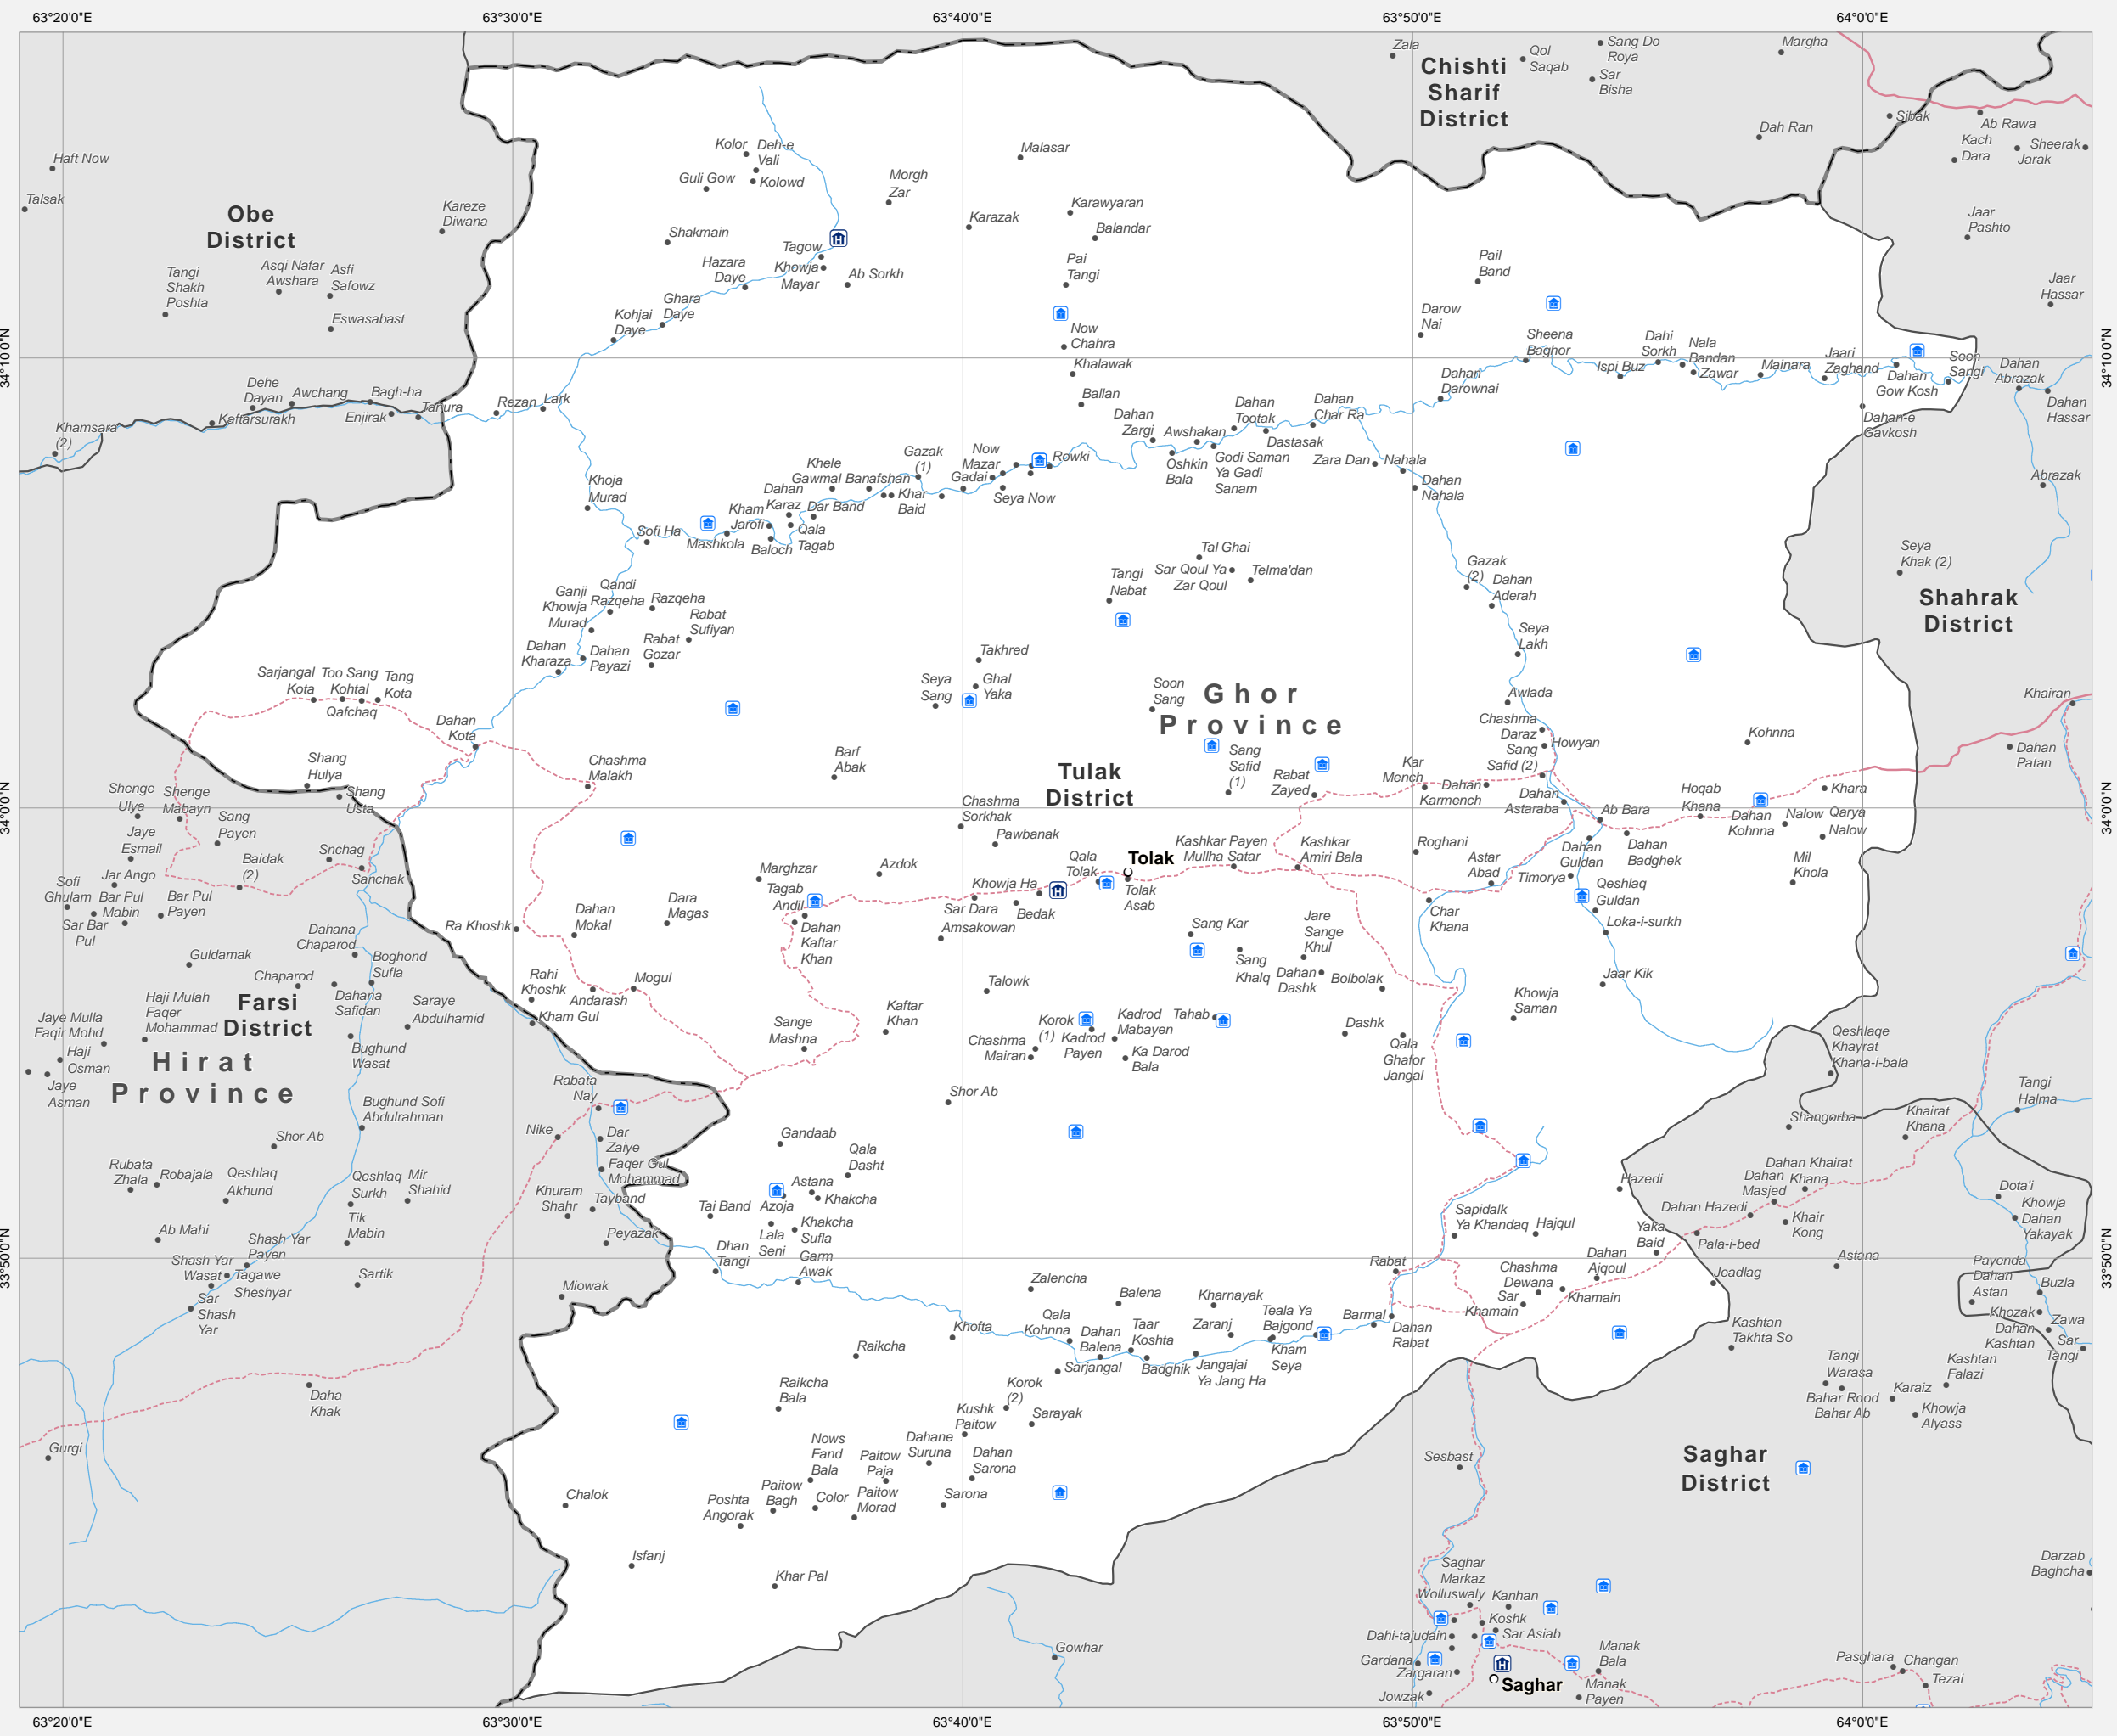 63°20'0"E
63°30'0"E
63°40'0"E
63°50'0"E
64°0'0"E
Zala
Chishti
Sharif
District
Qol
Saqab
Sang Do
Roya
Sar
Bisha
Margha
Dah Ran
Sibak
Ab Rawa
Kach
Dara
Sheerak
Jarak
Haft Now
Talsak
Obe
District
Kareze
Diwana
Tangi
Shakh
Poshta
Asqi Nafar
Awshara
Asfi
Safowz
Eswasabast
Kolor
Deh-e
Vali
Guli Gow
Kolowd
Morgh
Zar
Malasar
Karazak
Karawyaran
Balandar
Shakmain
Tagow
Hazara
Daye
Khowja
Mayar
Ab Sorkh
Pai
Tangi
Ghara
Daye
Kohjai
Daye
Now
Chahra
Khalawak
Ballan
Pail
Band
Darow
Nai
Sheena
Baghor
Dahi
Sorkh
Ispi Buz
Nala
Bandan
Zawar
Mainara
Jaari
Zaghand
Dahan
Gow Kosh
Soon
Sangi
Jaar
Pashto
Jaar
Hassar
Dahan
Abrazak
Dahan
Hassar
Dahan-e
Gavkosh
34°10'0"N
34°10'0"N
Dehe
Dayan
Awchang
Bagh-ha
Kaftarsurakh
Enjirak
Tanura
Rezan
Lark
Khamsara
(2)
Dahan
Darownai
Dahan
Zargi
Awshakan
Dahan
Tootak
Dahan
Char Ra
Dastasak
Oshkin
Bala
Godi Saman
Ya Gadi
Sanam
Zara Dan
Nahala
Dahan
Nahala
Now
Mazar
Rowki
Gazak
(1)
Gadai
Seya Now
Khele
Gawmal
Banafshan
Khar
Baid
Dahan
Karaz
Dar Band
Kham
Jarofi
Qala
Tagab
Mashkola
Baloch
Khoja
Murad
Sofi Ha
Abrazak
Seya
Khak (2)
Shahrak
District
Tal Ghai
Sar Qoul Ya
Zar Qoul
Telma'dan
Tangi
Nabat
Gazak
(2)
Dahan
Aderah
Seya
Lakh
Ganji
Khowja
Murad
Qandi
Razqeha
Razqeha
Rabat
Sufiyan
Rabat
Gozar
Dahan
Kharaza
Dahan
Payazi
Takhred
Seya
Sang
Ghal
Yaka
Soon
Sang
Ghor
Province
Sarjangal
Kota
Too Sang
Kohtal
Qafchaq
Tang
Kota
Dahan
Kota
Awlada
Chashma
Daraz
Sang
Safid (2)
Howyan
Kohnna
Khairan
Dahan
Patan
Shang
Hulya
Shang
Usta
Chashma
Malakh
Barf
Abak
Tulak
District
Sang
Safid
(1)
Rabat
Zayed
Kar
Mench
Dahan
Karmench
Dahan
Astaraba
Ab Bara
Hoqab
Khana
Khara
Dahan
Kohnna
Nalow
Qarya
Nalow
34°0'0"N
34°0'0"N
Shenge
Ulya
Shenge
Mabayn
Sang
Payen
Jaye
Esmail
Baidak
(2)
Snchag
Sanchak
Sofi
Ghulam
Jar Ango
Bar Pul
Mabin
Bar Pul
Payen
Sar Bar
Pul
Chashma
Sorkhak
Pawbanak
Marghzar
Azdok
Qala
Tolak
Tolak
Tolak
Asab
Kashkar Payen
Mullha Satar
Kashkar
Amiri Bala
Roghani
Astar
Abad
Dahan
Guldan
Timorya
Dahan
Badghek
Mil
Khola
Qeshlaq
Guldan
Loka-i-surkh
Jaar Kik
Char
Khana
Khowja Ha
Bedak
Sar Dara
Amsakowan
Tagab
Andil
Dahan
Kaftar
Khan
Dara
Magas
Dahan
Mokal
Ra Khoshk
Rahi
Khoshk
Kham Gul
Andarash
Mogul
Sang Kar
Sang
Khalq
Jare
Sange
Khul
Dahan
Dashk
Bolbolak
Khowja
Saman
Dashk
Qala
Ghafor
Jangal
Talowk
Kaftar
Khan
Sange
Mashna
Chashma
Mairan
Korok
(1)
Kadrod
Payen
Kadrod
Mabayen
Tahab
Ka Darod
Bala
Shor Ab
Dahana
Chaparod
Boghond
Sufla
Guldamak
Chaparod
Farsi
District
Dahana
Safidan
Saraye
Abdulhamid
Haji Mulah
Faqer
Mohammad
Jaye Mulla
Faqir Mohd
Haji
Osman
Jaye
Asman
Hirat
Province
Bughund
Wasat
Bughund Sofi
Abdulrahman
Shor Ab
Rubata
Zhala
Robajala
Qeshlaq
Akhund
Qeshlaq
Surkh
Mir
Shahid
Tik
Mabin
Ab Mahi
Shash Yar
Payen
Shash Yar
Wasat
Tagawe
Sheshyar
Sar
Shash
Yar
Sartik
Daha
Khak
Gurgi
Rabata
Nay
Nike
Dar
Zaiye
Faqer Gul
Mohammad
Khuram
Shahr
Tayband
Peyazak
Miowak
Gandaab
Qala
Dasht
Astana
Khakcha
Azoja
Tai Band
Lala
Seni
Khakcha
Sufla
Dhan
Tangi
Garm
Awak
33°50'0"N
33°50'0"N
Qeshlaqe
Khayrat
Khana-i-bala
Shangerba
Khairat
Khana
Tangi
Halma
Dahan Khairat
Khana
Dahan
Masjed
Dahan Hazedi
Hazedi
Khair
Kong
Pala-i-bed
Dota'i
Khowja
Dahan
Yakayak
Sapidalk
Ya Khandaq
Hajqul
Yaka
Baid
Rabat
Chashma
Dewana
Dahan
Ajqoul
Sar
Khamain
Khamain
Jeadlag
Astana
Payenda
Dahan
Astan
Buzla
Khozak
Zawa
Dahan
Kashtan
Sar
Tangi
Kashtan
Takhta So
Tangi
Warasa
Bahar Rood
Bahar Ab
Karaiz
Kashtan
Falazi
Khowja
Alyass
Zalencha
Balena
Kharnayak
Zaranj
Teala Ya
Bajgond
Barmal
Dahan
Rabat
Khofta
Qala
Kohnna
Dahan
Balena
Taar
Koshta
Sarjangal
Badghik
Jangajai
Ya Jang Ha
Kham
Seya
Raikcha
Raikcha
Bala
Korok
(2)
Kushk
Paitow
Sarayak
Nows
Fand
Bala
Paitow
Paja
Dahane
Suruna
Dahan
Sarona
Paitow
Bagh
Color
Paitow
Morad
Sarona
Poshta
Angorak
Chalok
Isfanj
Khar Pal
Gowhar
Sesbast
Saghar
District
Saghar
Markaz
Wolluswaly
Kanhan
Koshk
Sar Asiab
Dahi-tajudain
Gardana
Zargaran
Jowzak
Saghar
Manak
Bala
Manak
Payen
Pasghara
Changan
Tezai
Darzab
Baghcha
63°20'0"E
63°30'0"E
63°40'0"E
63°50'0"E
64°0'0"E